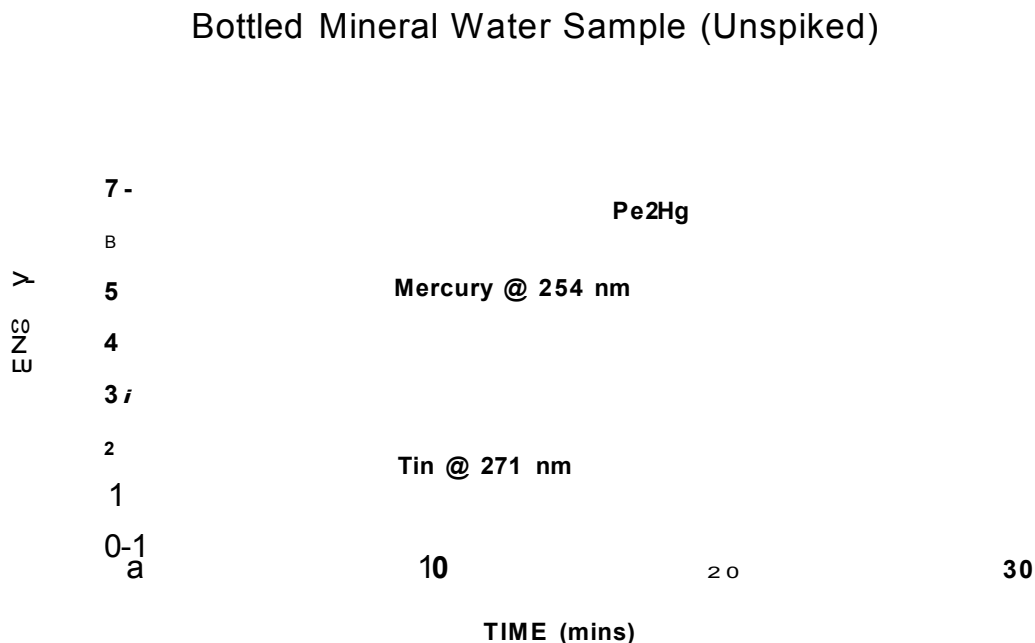 Bottled Mineral Water Sample (Unspiked)
7 -
Pe2Hg
B
5
Mercury @ 254 nm
4
3 i
2
Tin @ 271 nm
1
0-1
a
10
20
30
TIME (mins)